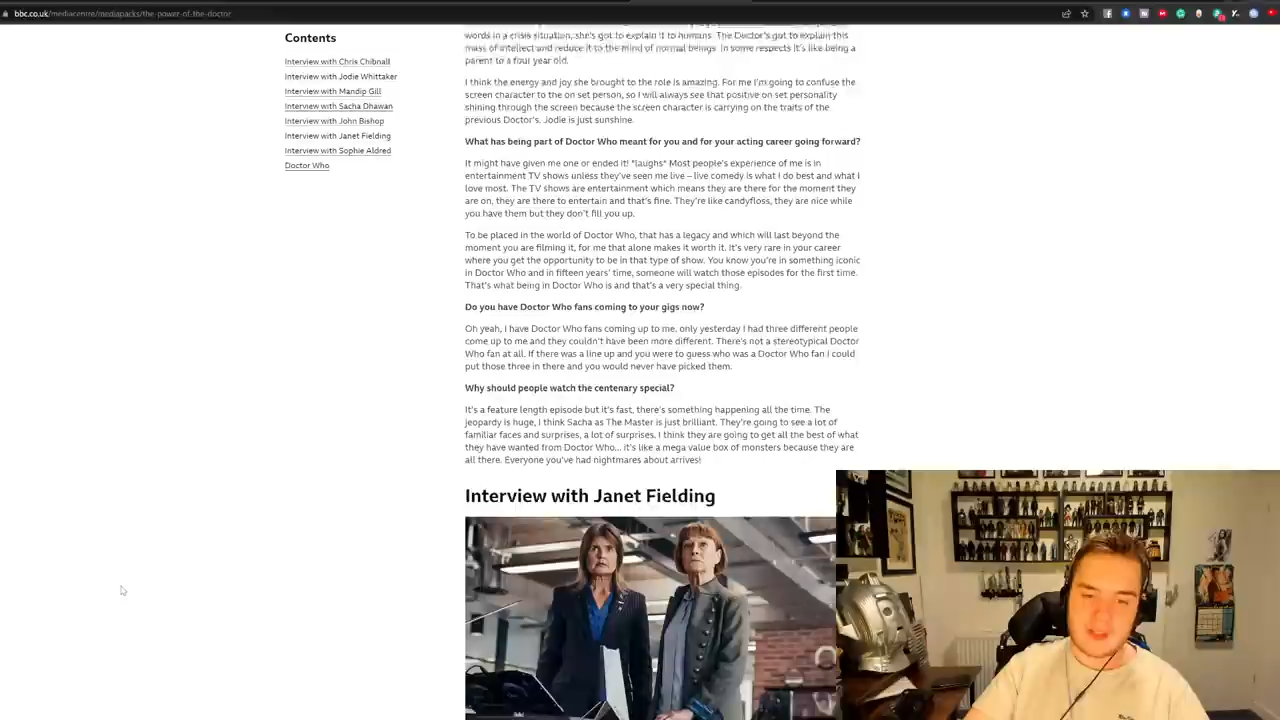 bbc.co.uk/mediacentre/mediapacks/the-power-of-the-doctor
Contents
Interview with Chris Chibnall
Interview with Jodie Whittaker
Interview with Mandip Gill
Interview with Sacha Dhawan
Interview with John Bishop
Interview with Janet Fielding
Interview with Sophie Aldred
Doctor Who
words in a crisis situation, she's got to explain it to humans. The Doctor's got to explain this
mass of intellect and reduce it to the mind of normal beings. In some respects it's like being a
parent to a four year old.
I think the energy and joy she brought to the role is amazing. For me I'm going to confuse the
screen character to the on set person, so I will always see that positive on set personality
shining through the screen because the screen character is carrying on the traits of the
previous Doctor's. Jodie is just sunshine.
What has being part of Doctor Who meant for you and for your acting career going forward?
It might have given me one or ended it! *laughs* Most people's experience of me is in
entertainment TV shows unless they've seen me live – live comedy is what I do best and what I
love most. The TV shows are entertainment which means they are there for the moment they
are on, they are there to entertain and that's fine. They're like candyfloss, they are nice while
you have them but they don't fill you up.
To be placed in the world of Doctor Who, that has a legacy and which will last beyond the
moment you are filming it, for me that alone makes it worth it. It's very rare in your career
where you get the opportunity to be in that type of show. You know you're in something iconic
in Doctor Who and in fifteen years' time, someone will watch those episodes for the first time.
That's what being in Doctor Who is and that's a very special thing.
Do you have Doctor Who fans coming to your gigs now?
Oh yeah, I have Doctor Who fans coming up to me, only yesterday I had three different people
come up to me and they couldn't have been more different. There's not a stereotypical Doctor
Who fan at all. If there was a line up and you were to guess who was a Doctor Who fan I could
put those three in there and you would never have picked them.
Why should people watch the centenary special?
It's a feature length episode but it's fast, there's something happening all the time. The
jeopardy is huge, I think Sacha as The Master is just brilliant. They're going to see a lot of
familiar faces and surprises, a lot of surprises. I think they are going to get all the best of what
they have wanted from Doctor Who... it's like a mega value box of monsters because they are
all there. Everyone you've had nightmares about arrives!
Interview with Janet Fielding